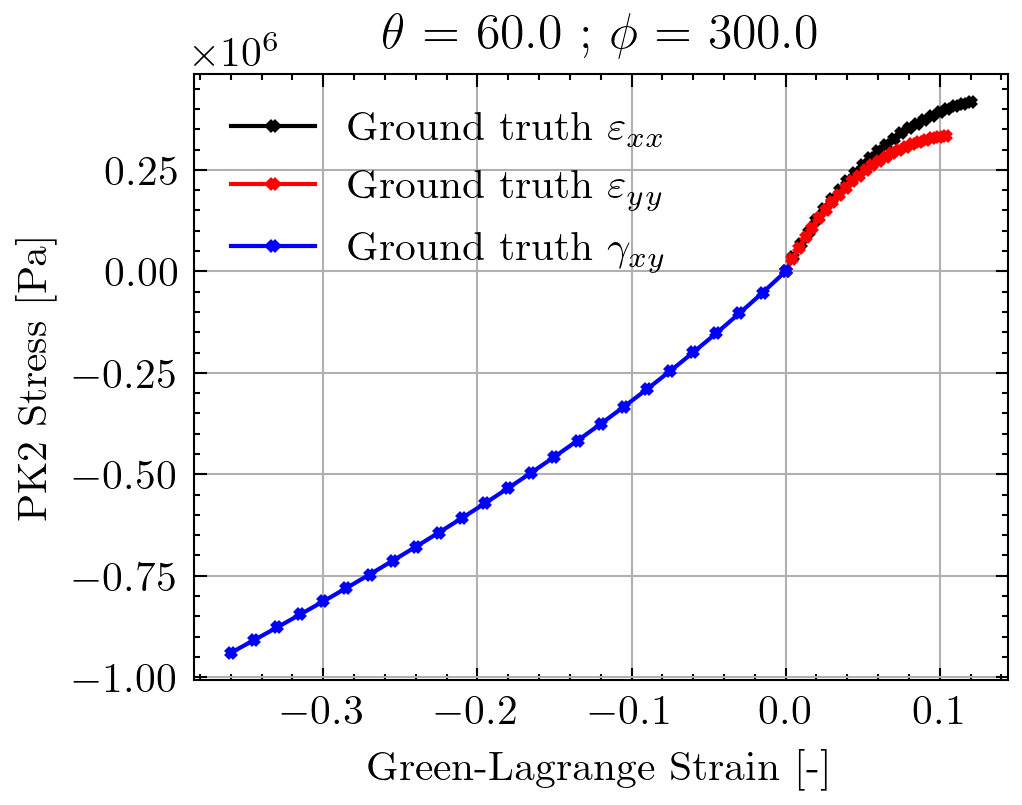 θ = 60.0 ; ϕ = 300.0
×10⁶
Ground truth εₓₓ
Ground truth ε_yy
Ground truth γ_xy
0.25
0.00
−0.25
−0.50
−0.75
−1.00
PK2 Stress [Pa]
−0.3 −0.2 −0.1 0.0 0.1
Green-Lagrange Strain [-]